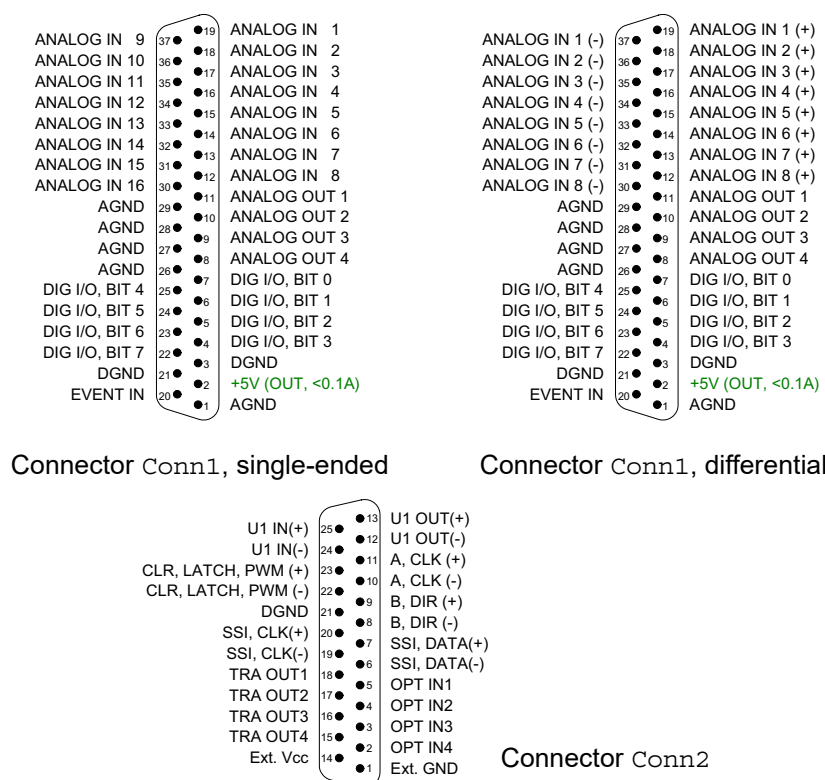 ANALOG IN 9 37 19 ANALOG IN 1
ANALOG IN 10 36 18 ANALOG IN 2
ANALOG IN 11 35 17 ANALOG IN 3
ANALOG IN 12 34 16 ANALOG IN 4
ANALOG IN 13 33 15 ANALOG IN 5
ANALOG IN 14 32 14 ANALOG IN 6
ANALOG IN 15 31 13 ANALOG IN 7
ANALOG IN 16 30 12 ANALOG IN 8
AGND 29 11 ANALOG OUT 1
AGND 28 10 ANALOG OUT 2
AGND 27 9 ANALOG OUT 3
AGND 26 8 ANALOG OUT 4
DIG I/O, BIT 4 25 7 DIG I/O, BIT 0
DIG I/O, BIT 5 24 6 DIG I/O, BIT 1
DIG I/O, BIT 6 23 5 DIG I/O, BIT 2
DIG I/O, BIT 7 22 4 DIG I/O, BIT 3
DGND 21 3 DGND
EVENT IN 20 2 +5V (OUT, <0.1A)
1 AGND
Connector Conn1, single-ended
ANALOG IN 1 (-) 37 19 ANALOG IN 1 (+)
ANALOG IN 2 (-) 36 18 ANALOG IN 2 (+)
ANALOG IN 3 (-) 35 17 ANALOG IN 3 (+)
ANALOG IN 4 (-) 34 16 ANALOG IN 4 (+)
ANALOG IN 5 (-) 33 15 ANALOG IN 5 (+)
ANALOG IN 6 (-) 32 14 ANALOG IN 6 (+)
ANALOG IN 7 (-) 31 13 ANALOG IN 7 (+)
ANALOG IN 8 (-) 30 12 ANALOG IN 8 (+)
AGND 29 11 ANALOG OUT 1
AGND 28 10 ANALOG OUT 2
AGND 27 9 ANALOG OUT 3
AGND 26 8 ANALOG OUT 4
DIG I/O, BIT 4 25 7 DIG I/O, BIT 0
DIG I/O, BIT 5 24 6 DIG I/O, BIT 1
DIG I/O, BIT 6 23 5 DIG I/O, BIT 2
DIG I/O, BIT 7 22 4 DIG I/O, BIT 3
DGND 21 3 DGND
EVENT IN 20 2 +5V (OUT, <0.1A)
1 AGND
Connector Conn1, differential
U1 IN(+) 25 13 U1 OUT(+)
U1 IN(-) 24 12 U1 OUT(-)
CLR, LATCH, PWM (+) 23 11 A, CLK (+)
CLR, LATCH, PWM (-) 22 10 A, CLK (-)
DGND 21 9 B, DIR (+)
SSI, CLK(+) 20 8 B, DIR (-)
SSI, CLK(-) 19 7 SSI, DATA(+)
TRA OUT1 18 6 SSI, DATA(-)
TRA OUT2 17 5 OPT IN1
TRA OUT3 16 4 OPT IN2
TRA OUT4 15 3 OPT IN3
Ext. Vcc 14 2 OPT IN4
1 Ext. GND
Connector Conn2